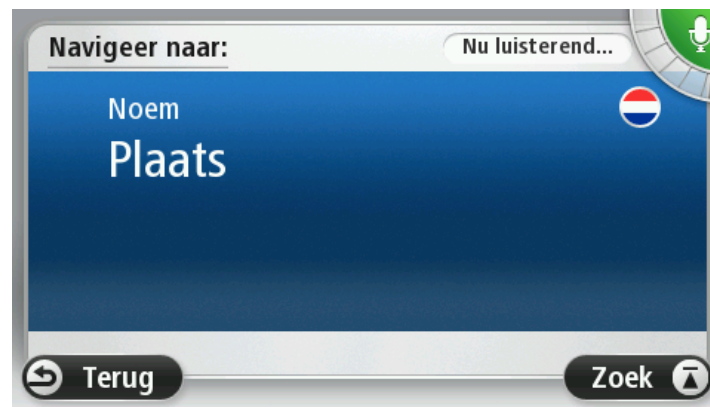 Navigeer naar:
Nu luisterend...
Noem
Plaats
Terug
Zoek